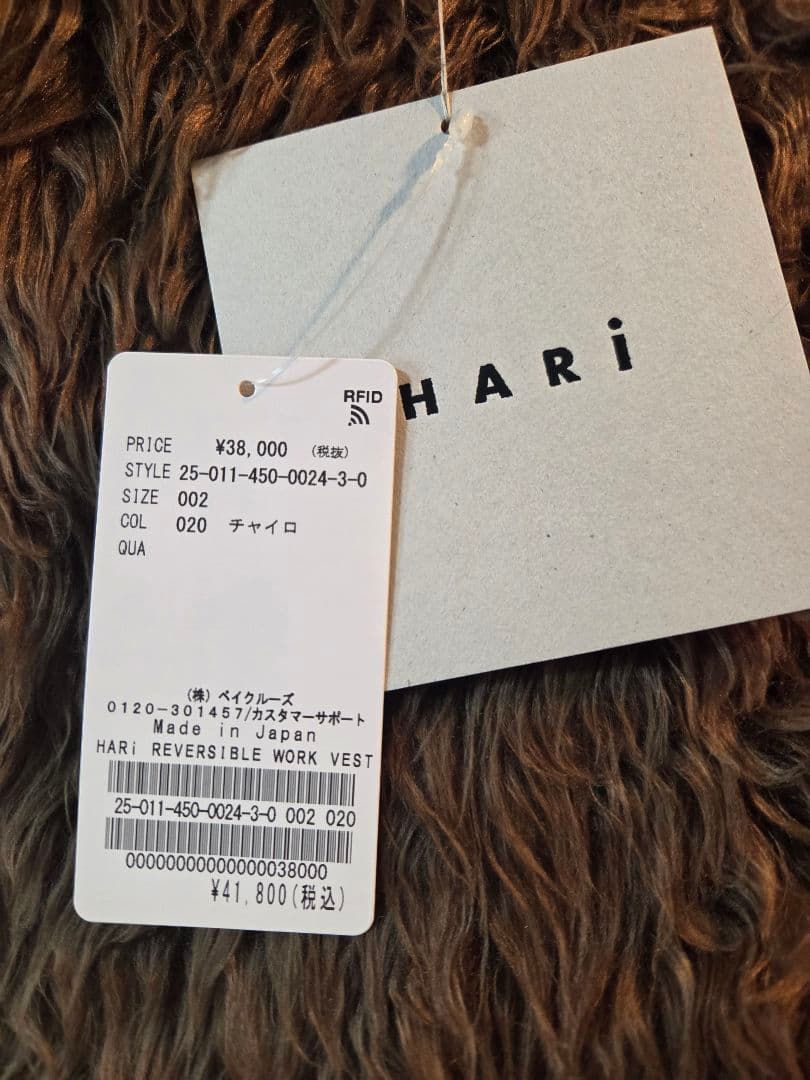 HARi
RFID
PRICE ¥38,000 (税抜)
STYLE 25-011-450-0024-3-0
SIZE 002
COL 020 チャイロ
QUA
(株) ベイクルーズ
0120-301457/カスタマーサポート
Made in Japan
HARi REVERSIBLE WORK VEST
25-011-450-0024-3-0 002 020
00000000000000038000
¥41,800(税込)